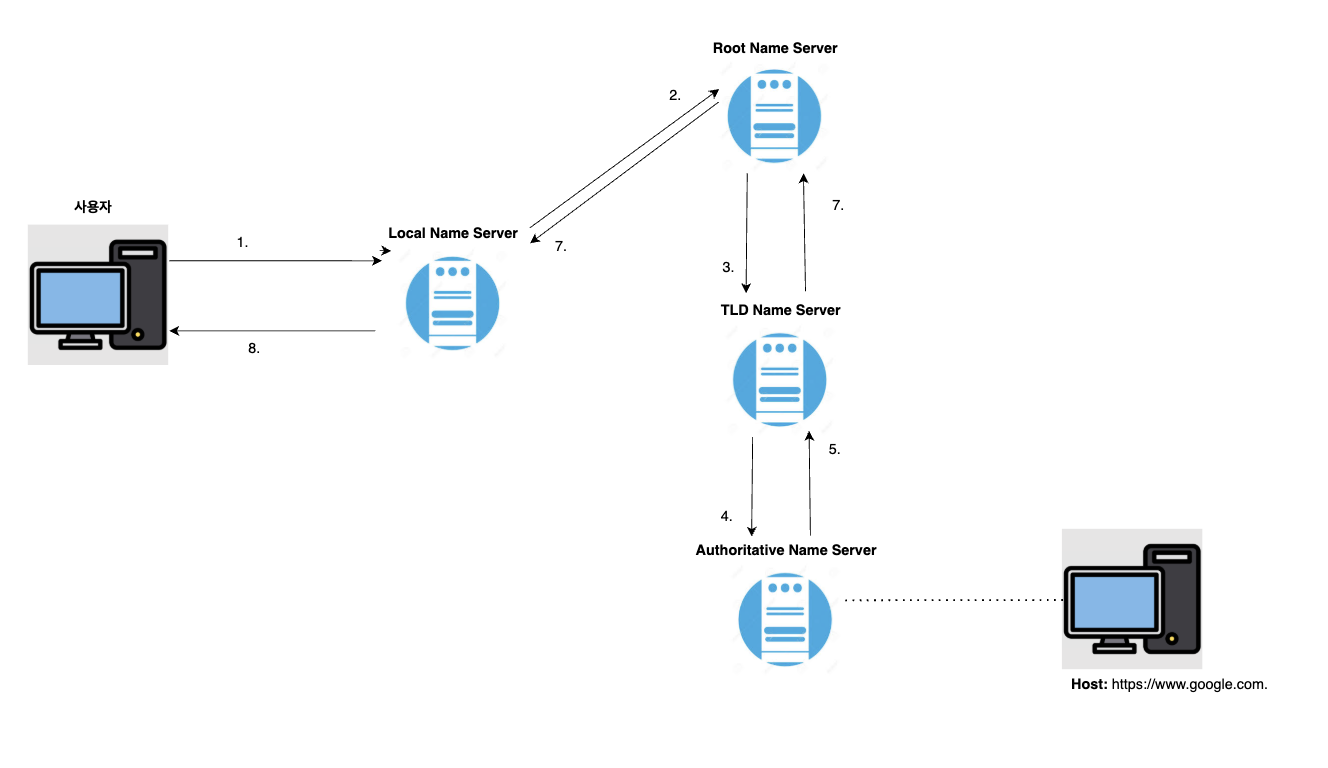 Root Name Server
2.
사용자
7.
1.
Local Name Server
7.
3.
TLD Name Server
8.
5.
4.
Authoritative Name Server
Host: https://www.google.com.